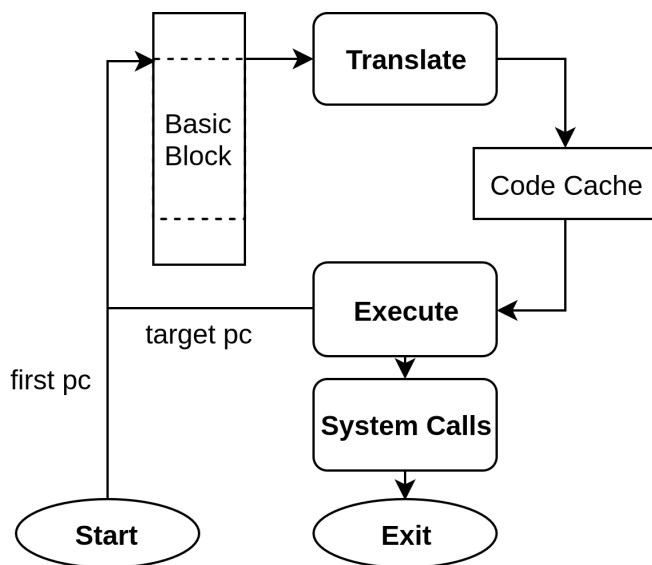 Translate
Basic
Block
Code Cache
Execute
target pc
first pc
System Calls
Start
Exit